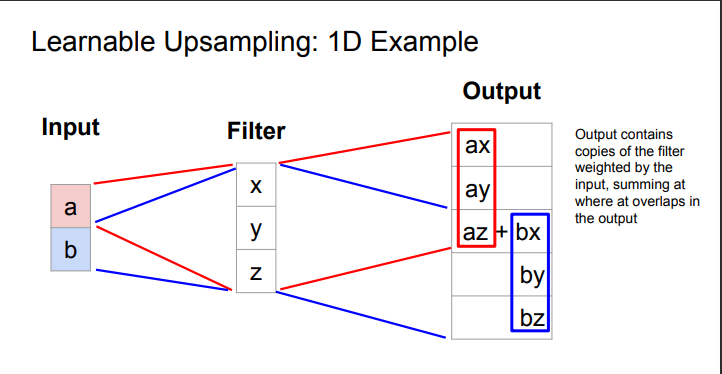 Learnable Upsampling: 1D Example
Output
Input
Filter
a
b
x
y
z
ax
ay
az + bx
by
bz
Output contains
copies of the filter
weighted by the
input, summing at
where at overlaps in
the output